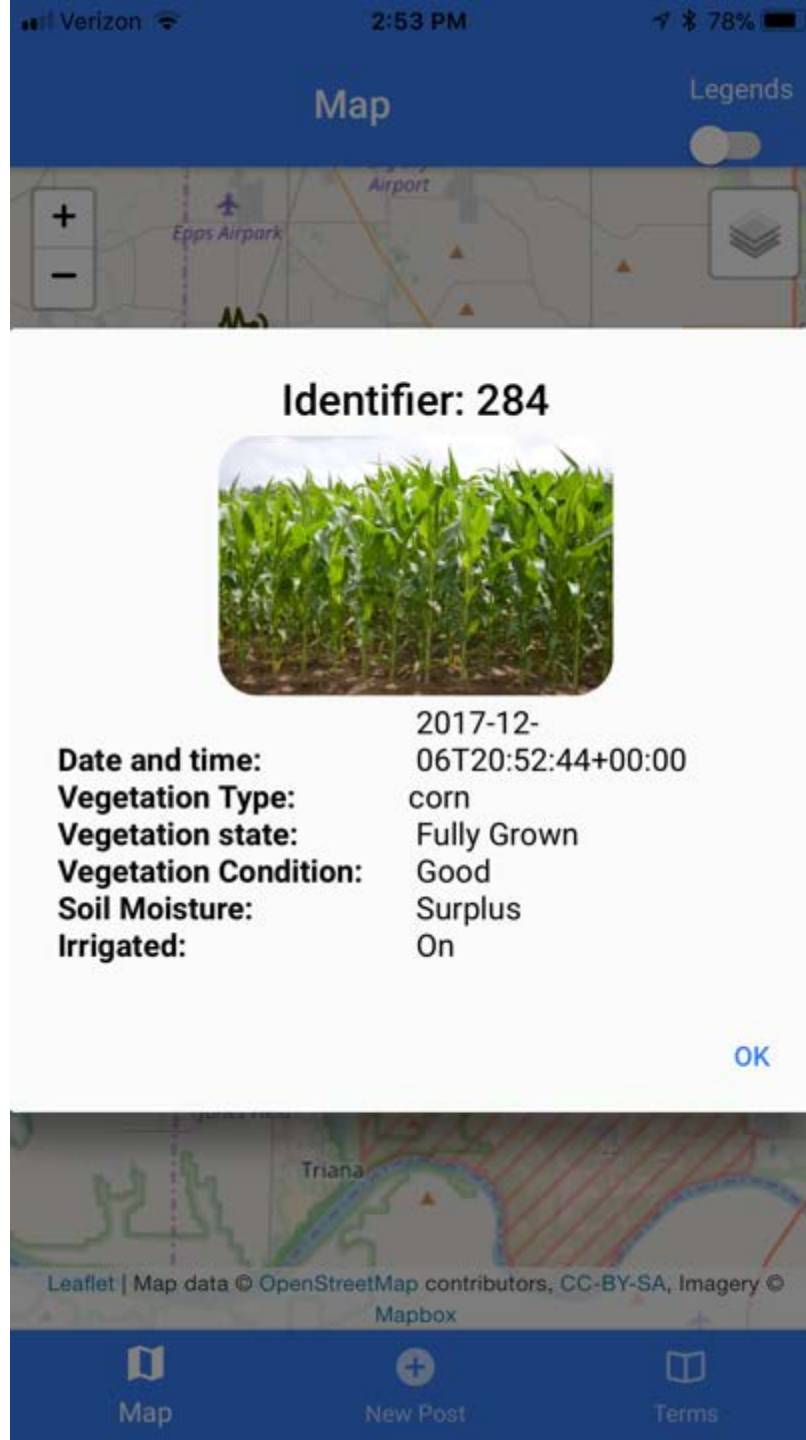 Verizon 2:53 PM 78%
Map
Legends
Airport
+
Epps Airpark
−
Identifier: 284
2017-12-
Date and time: 06T20:52:44+00:00
Vegetation Type: corn
Vegetation state: Fully Grown
Vegetation Condition: Good
Soil Moisture: Surplus
Irrigated: On
OK
Triana
Leaflet | Map data © OpenStreetMap contributors, CC-BY-SA, Imagery ©
Mapbox
Map New Post Terms